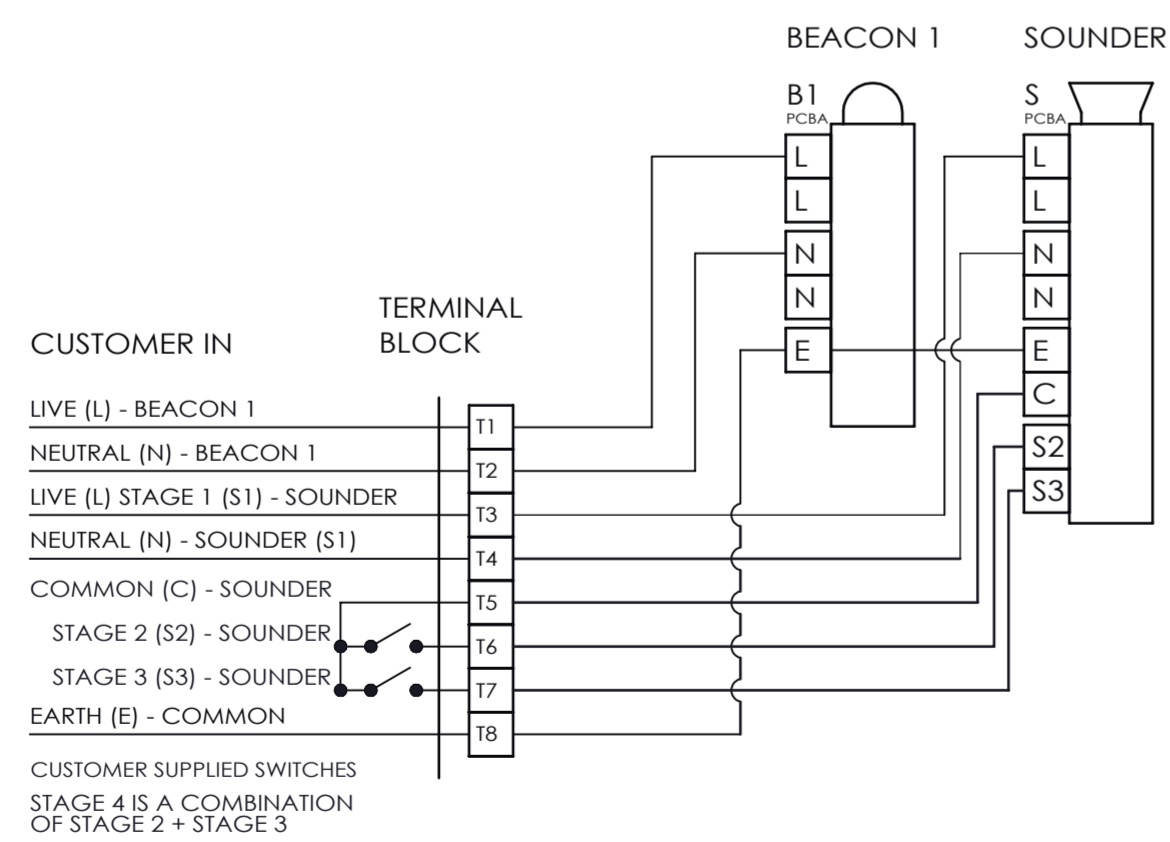 BEACON 1
SOUNDER
B1
PCBA
L
L
N
N
E
S
PCBA
L
L
N
N
E
C
S2
S3
TERMINAL
BLOCK
CUSTOMER IN
LIVE (L) - BEACON 1
T1
NEUTRAL (N) - BEACON 1
T2
LIVE (L) STAGE 1 (S1) - SOUNDER
T3
NEUTRAL (N) - SOUNDER (S1)
T4
COMMON (C) - SOUNDER
T5
STAGE 2 (S2) - SOUNDER
T6
STAGE 3 (S3) - SOUNDER
T7
EARTH (E) - COMMON
T8
CUSTOMER SUPPLIED SWITCHES
STAGE 4 IS A COMBINATION
OF STAGE 2 + STAGE 3